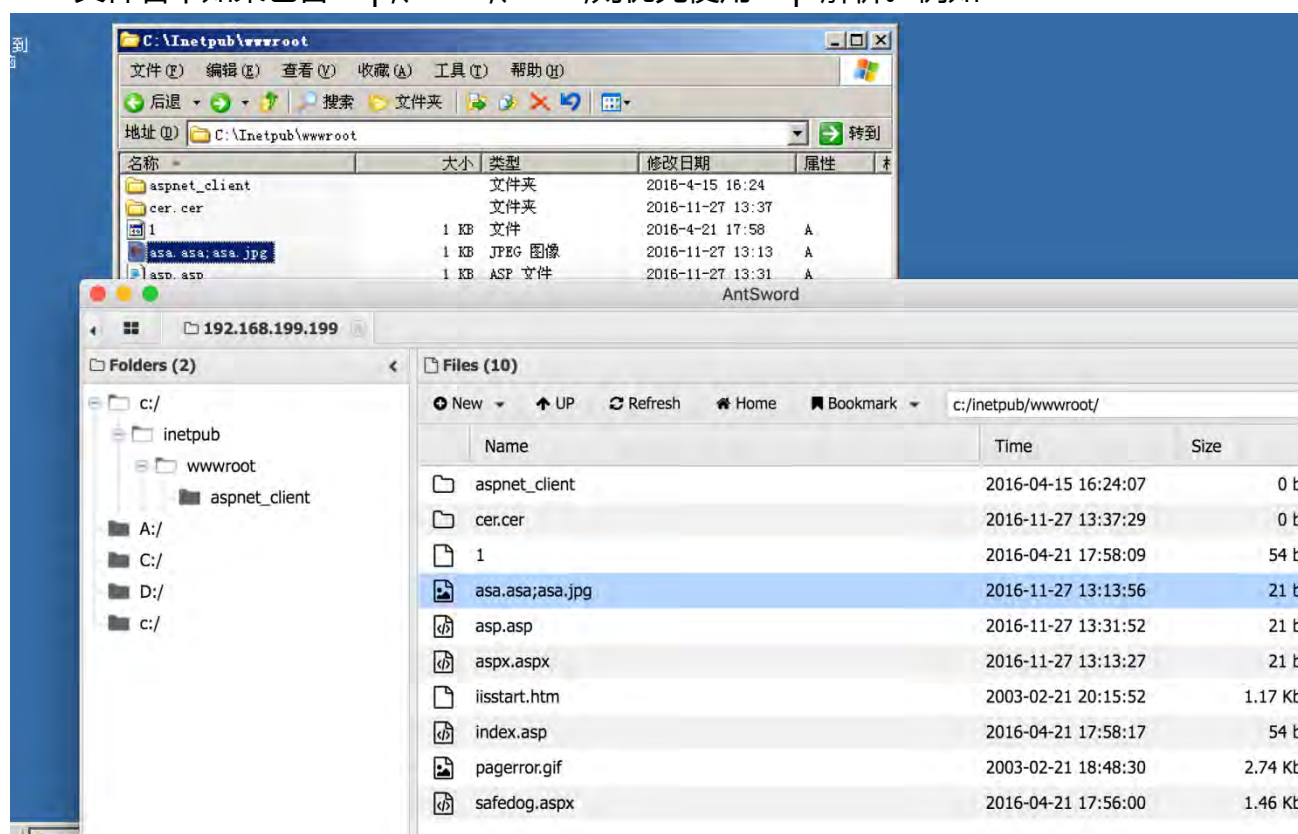 到
C:\Inetpub\wwwroot
文件(F) 编辑(E) 查看(V) 收藏(A) 工具(T) 帮助(H)
后退 搜索 文件夹
地址(D) C:\Inetpub\wwwroot 转到
名称 大小 类型 修改日期 属性
aspnet_client 文件夹 2016-4-15 16:24
cer.cer 文件夹 2016-11-27 13:37
1 1 KB 文件 2016-4-21 17:58 A
asa.asa;asa.jpg 1 KB JPEG 图像 2016-11-27 13:13 A
asp.asp 1 KB ASP 文件 2016-11-27 13:31 A
AntSword
192.168.199.199
Folders (2) Files (10)
New UP Refresh Home Bookmark c:/inetpub/wwwroot/
c:/
inetpub
wwwroot
aspnet_client
A:/
C:/
D:/
c:/
Name Time Size
aspnet_client 2016-04-15 16:24:07 0 b
cer.cer 2016-11-27 13:37:29 0 b
1 2016-04-21 17:58:09 54 b
asa.asa;asa.jpg 2016-11-27 13:13:56 21 b
asp.asp 2016-11-27 13:31:52 21 b
aspx.aspx 2016-11-27 13:13:27 21 b
iisstart.htm 2003-02-21 20:15:52 1.17 Kb
index.asp 2016-04-21 17:58:17 54 b
pagerror.gif 2003-02-21 18:48:30 2.74 Kb
safedog.aspx 2016-04-21 17:56:00 1.46 Kb